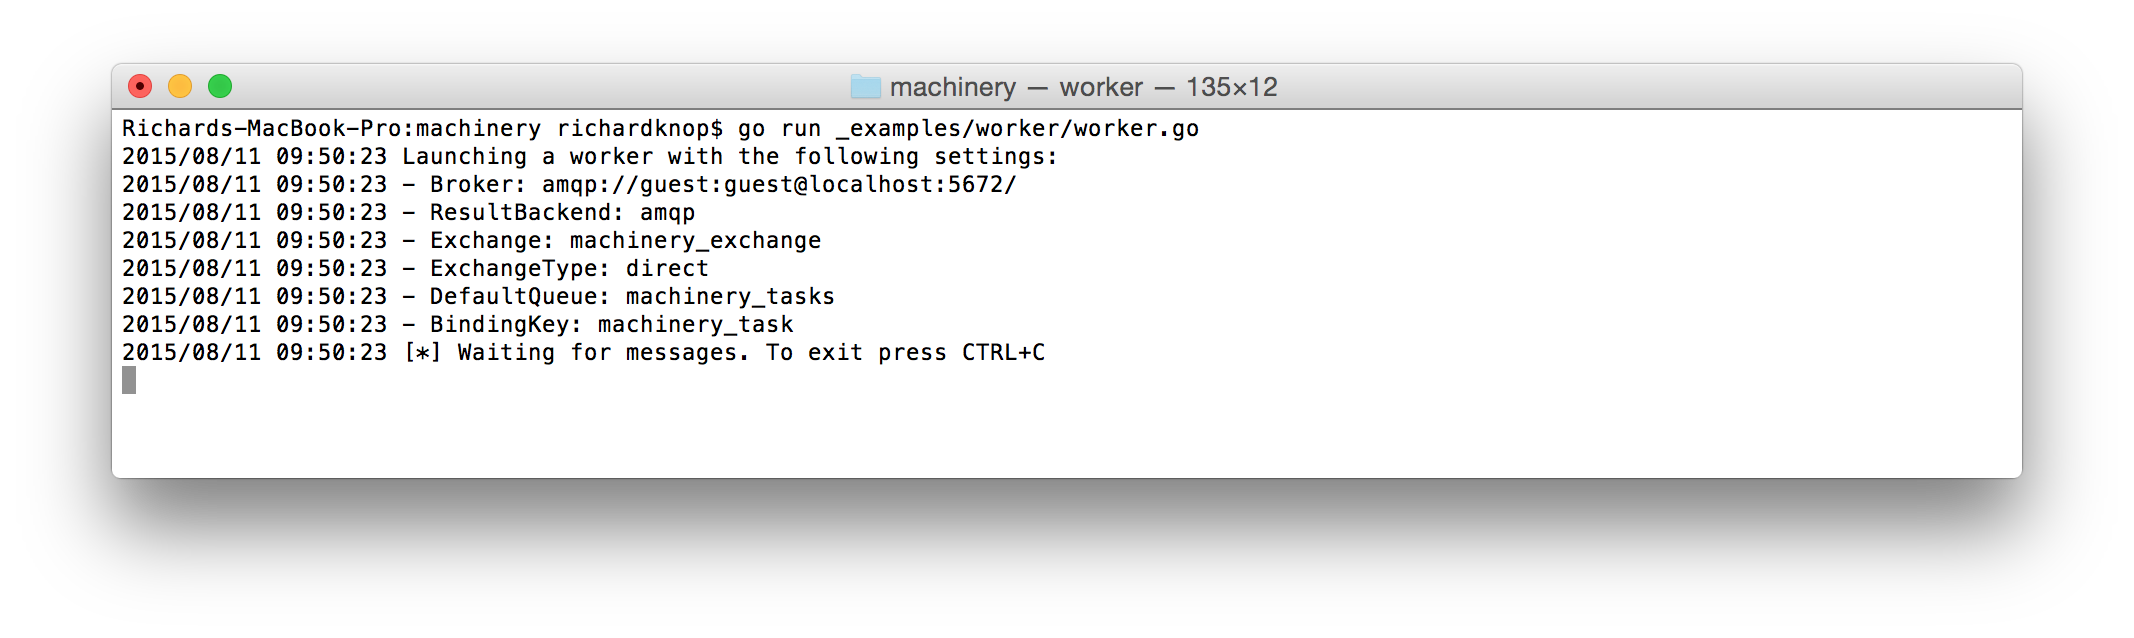 machinery — worker — 135×12
Richards-MacBook-Pro:machinery richardknop$ go run _examples/worker/worker.go
2015/08/11 09:50:23 Launching a worker with the following settings:
2015/08/11 09:50:23 - Broker: amqp://guest:guest@localhost:5672/
2015/08/11 09:50:23 - ResultBackend: amqp
2015/08/11 09:50:23 - Exchange: machinery_exchange
2015/08/11 09:50:23 - ExchangeType: direct
2015/08/11 09:50:23 - DefaultQueue: machinery_tasks
2015/08/11 09:50:23 - BindingKey: machinery_task
2015/08/11 09:50:23 [*] Waiting for messages. To exit press CTRL+C